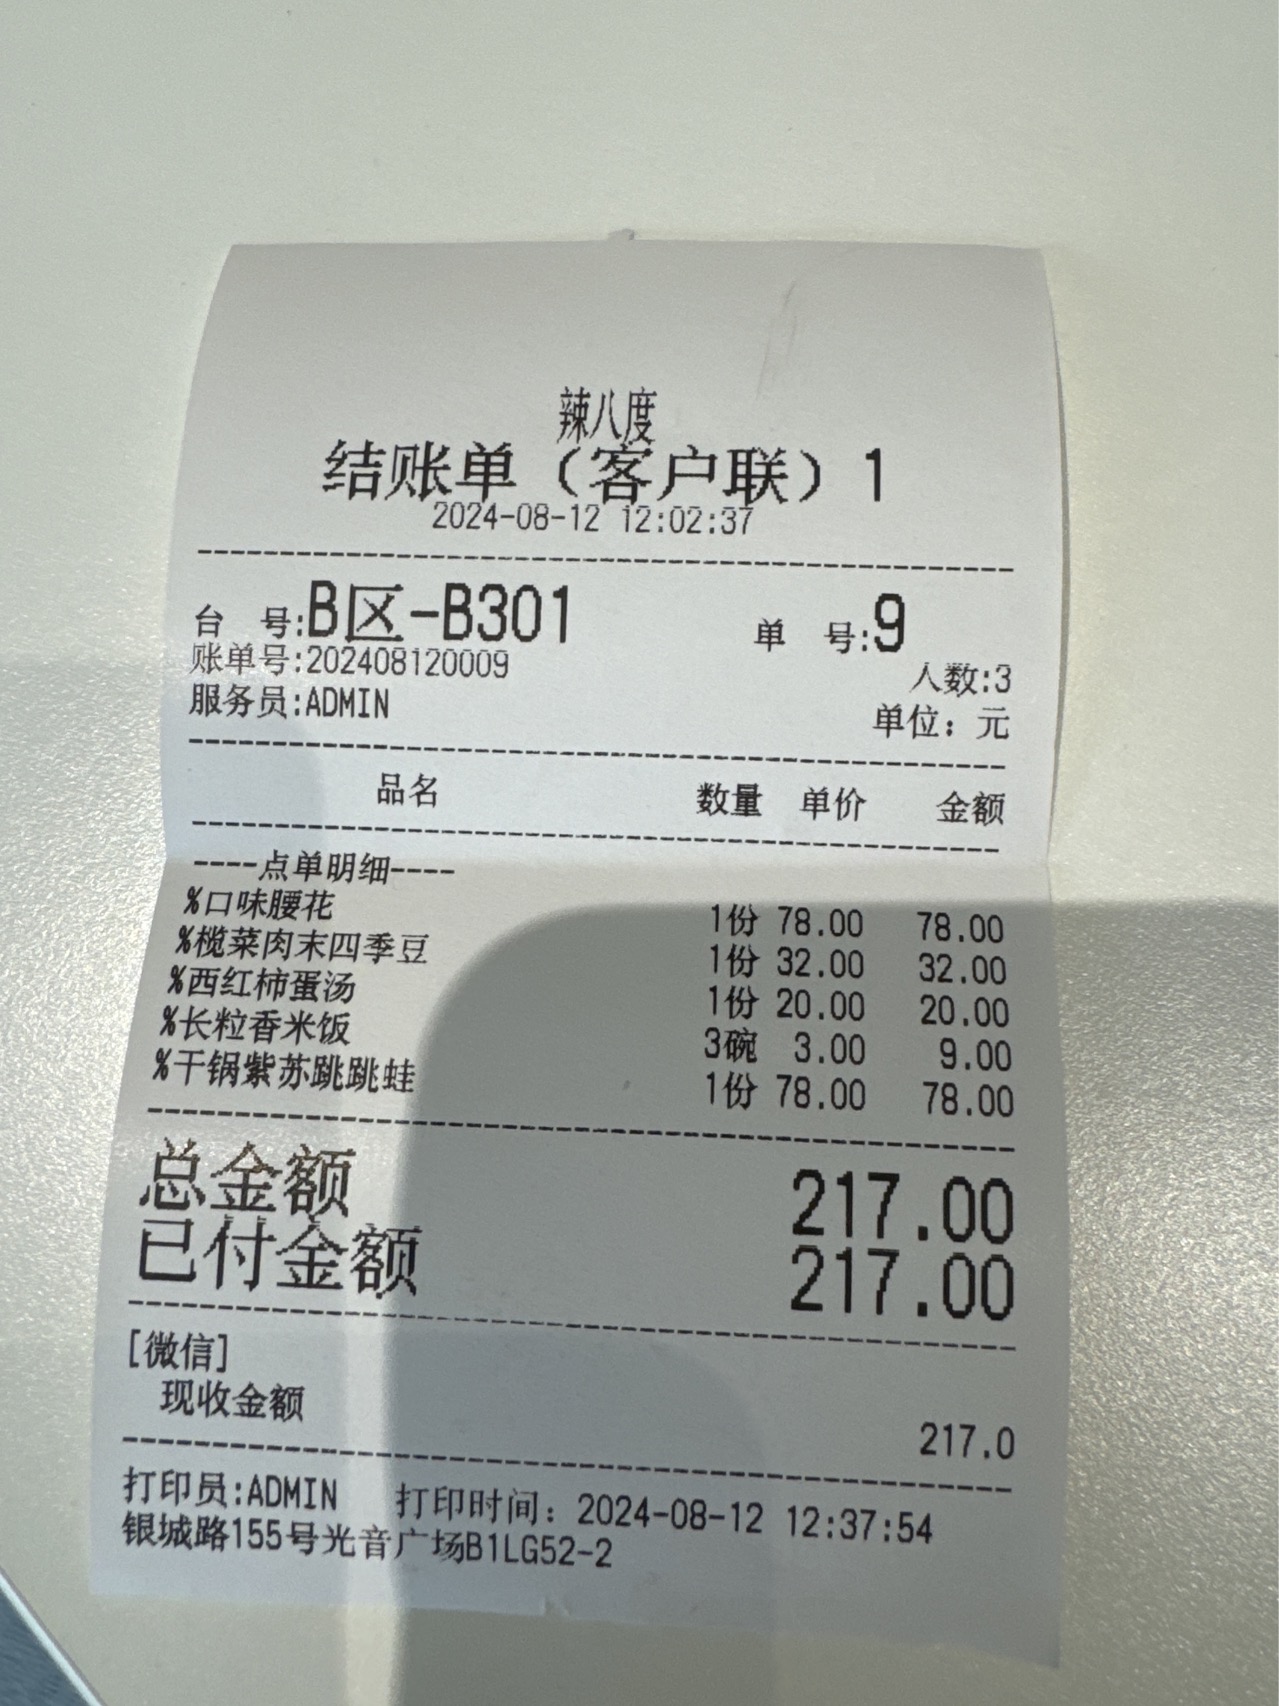 辣八度
结账单（客户联）1
2024-08-12 12:02:37
台 号:B区-B301 单 号:9
账单号:202408120009 人数:3
服务员:ADMIN 单位：元
品名 数量 单价 金额
----点单明细----
%口味腰花 1份 78.00 78.00
%榄菜肉末四季豆 1份 32.00 32.00
%西红柿蛋汤 1份 20.00 20.00
%长粒香米饭 3碗 3.00 9.00
%干锅紫苏跳跳蛙 1份 78.00 78.00
总金额 217.00
已付金额 217.00
[微信]
现收金额 217.0
打印员:ADMIN 打印时间：2024-08-12 12:37:54
银城路155号光音广场B1LG52-2